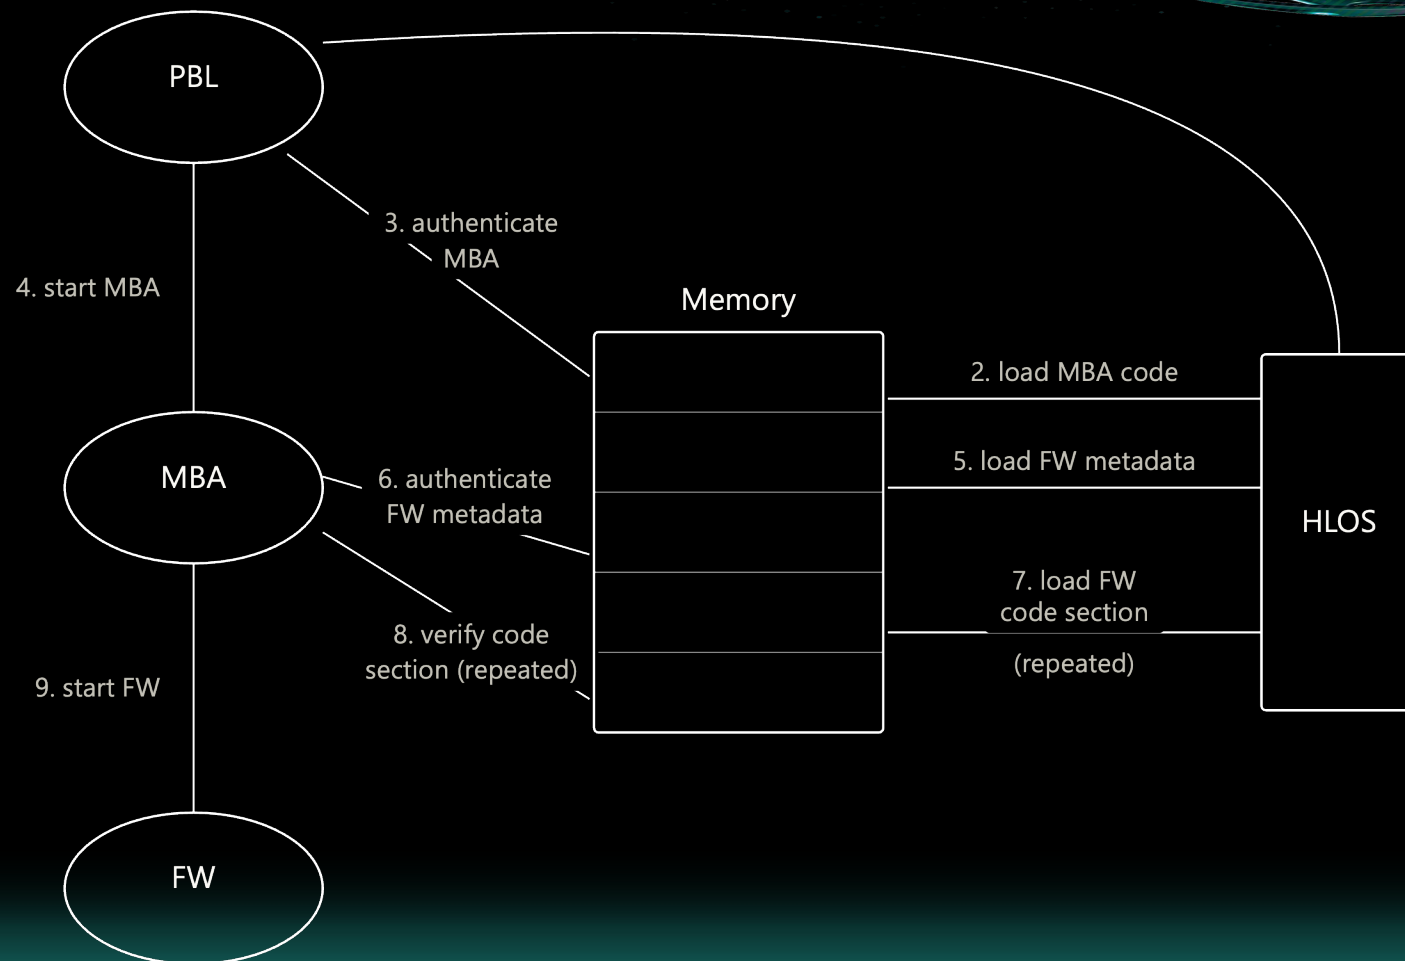 PBL
3. authenticate
MBA
4. start MBA
Memory
2. load MBA code
MBA
6. authenticate
FW metadata
5. load FW metadata
HLOS
7. load FW
code section
(repeated)
8. verify code
section (repeated)
9. start FW
FW